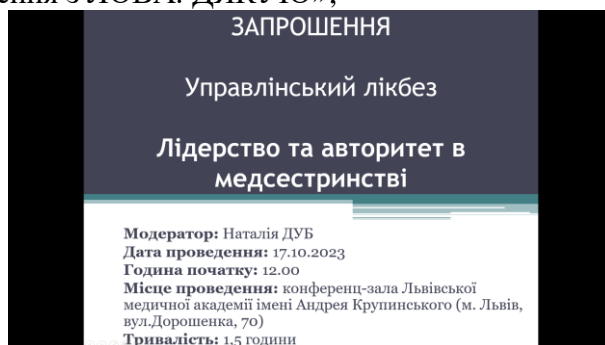 ЗАПРОШЕННЯ
Управлінський лікбез
Лідерство та авторитет в
медсестринстві
Модератор: Наталія ДУБ
Дата проведення: 17.10.2023
Година початку: 12.00
Місце проведення: конференц-зала Львівської
медичної академії імені Андрея Крупинського (м. Львів,
вул.Дорошенка, 70)
Тривалість: 1,5 години